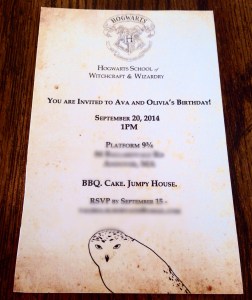 HOGWARTS
HOGWARTS SCHOOL of
WITCHCRAFT & WIZARDRY
YOU ARE INVITED TO AVA AND OLIVIA'S BIRTHDAY!
SEPTEMBER 20, 2014
1PM
PLATFORM 9¾
BBQ. CAKE. JUMPY HOUSE.
RSVP BY SEPTEMBER 15 -